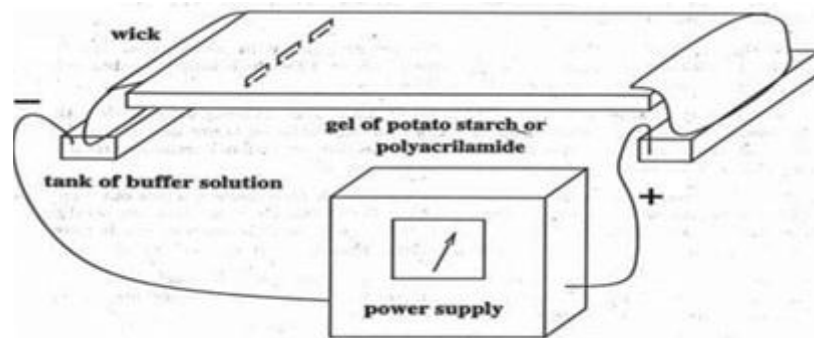 wick
−
gel of potato starch or
polyacrilamide
tank of buffer solution
+
power supply